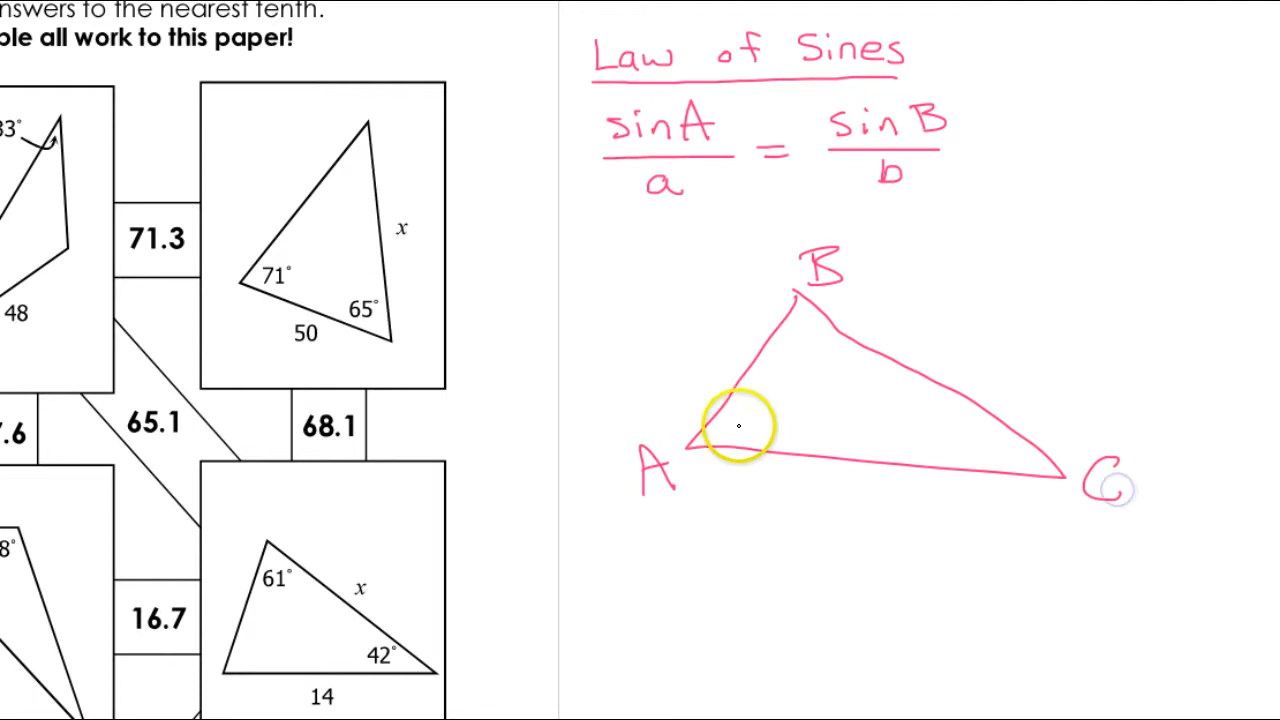 nswers to the nearest tenth.
ple all work to this paper!
33°
48
71.3
71°
65°
50
x
7.6
65.1
68.1
8°
16.7
61°
x
42°
14
Law of Sines
sinA = sinB
a b
B
A
C